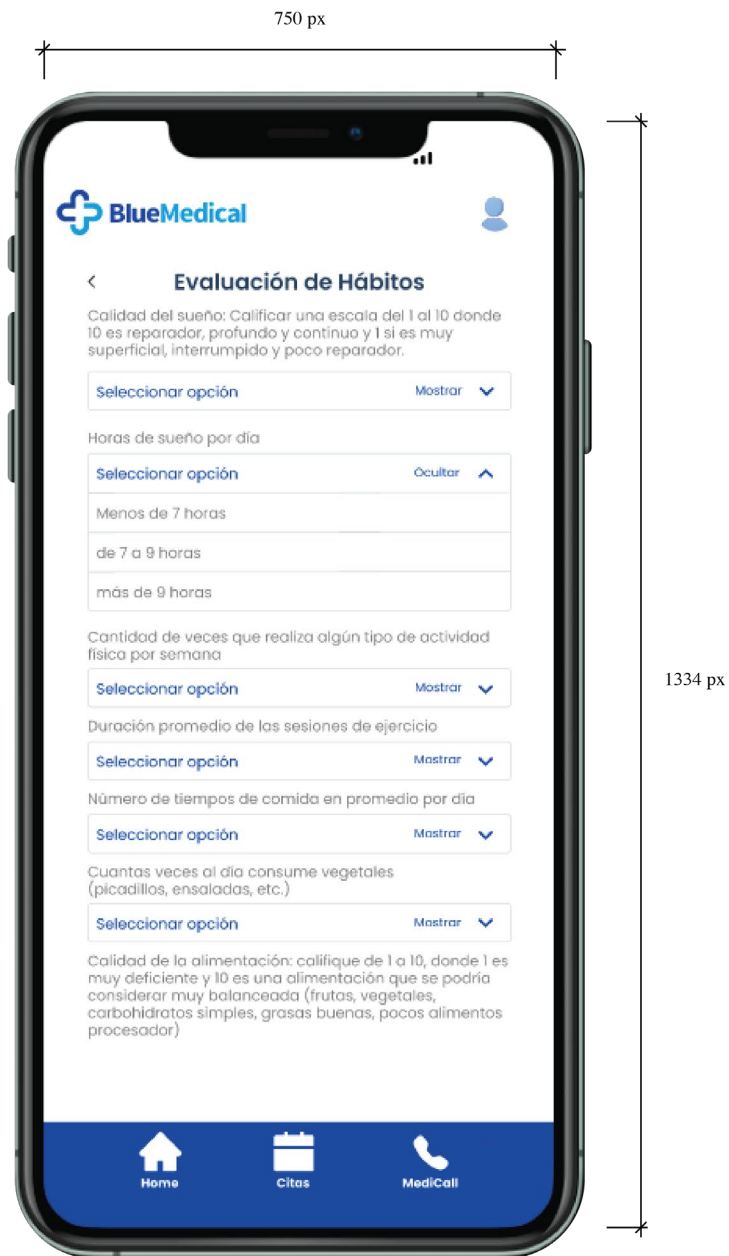 750 px
BlueMedical
Evaluación de Hábitos
Calidad del sueño: Calificar una escala del 1 al 10 donde
10 es reparador, profundo y continuo y 1 si es muy
superficial, interrumpido y poco reparador.
Seleccionar opción Mostrar
Horas de sueño por día
Seleccionar opción Ocultar
Menos de 7 horas
de 7 a 9 horas
más de 9 horas
Cantidad de veces que realiza algún tipo de actividad
física por semana
Seleccionar opción Mostrar
Duración promedio de las sesiones de ejercicio
Seleccionar opción Mostrar
Número de tiempos de comida en promedio por día
Seleccionar opción Mostrar
Cuantas veces al día consume vegetales
(picadillos, ensaladas, etc.)
Seleccionar opción Mostrar
Calidad de la alimentación: califique de 1 a 10, donde 1 es
muy deficiente y 10 es una alimentación que se podría
considerar muy balanceada (frutas, vegetales,
carbohidratos simples, grasas buenas, pocos alimentos
procesador)
Home Citas MediCall
1334 px